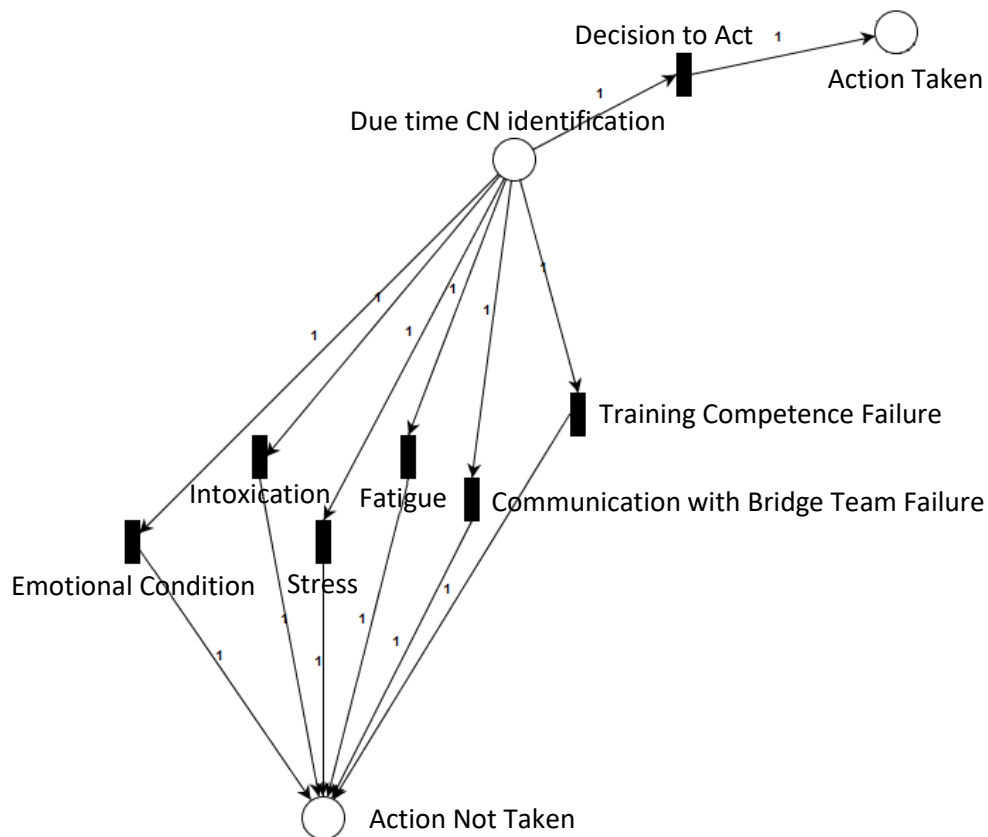 Decision to Act
1
Action Taken
1
Due time CN identification
1
1
1
1
1
1
1
Training Competence Failure
Intoxication
Fatigue
Communication with Bridge Team Failure
Emotional Condition
Stress
1
1
1
1
1
1
Action Not Taken